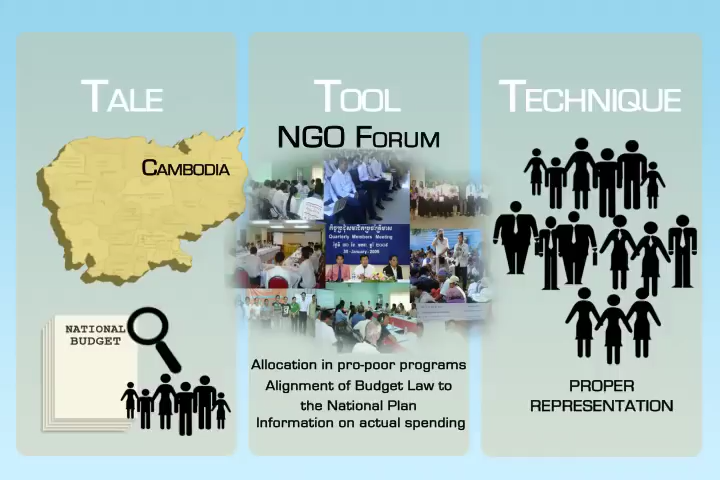 TALE
CAMBODIA
NATIONAL
BUDGET
TOOL
NGO FORUM
Quarterly Members Meeting
Allocation in pro-poor programs
Alignment of Budget Law to
the National Plan
Information on actual spending
TECHNIQUE
PROPER
REPRESENTATION